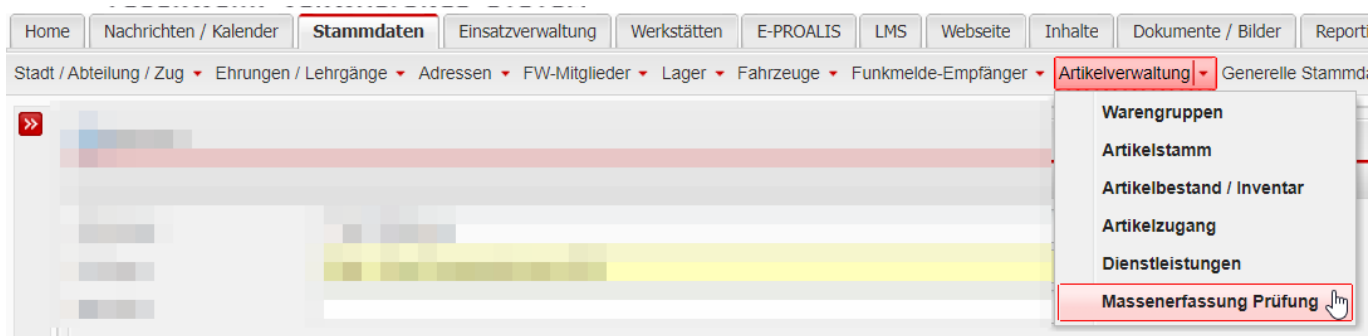 Home Nachrichten / Kalender Stammdaten Einsatzverwaltung Werkstätten E-PROALIS LMS Webseite Inhalte Dokumente / Bilder
Stadt / Abteilung / Zug Ehrungen / Lehrgänge Adressen FW-Mitglieder Lager Fahrzeuge Funkmelde-Empfänger Artikelverwaltung Generelle
Warengruppen
Artikelstamm
Artikelbestand / Inventar
Artikelzugang
Dienstleistungen
Massenerfassung Prüfung